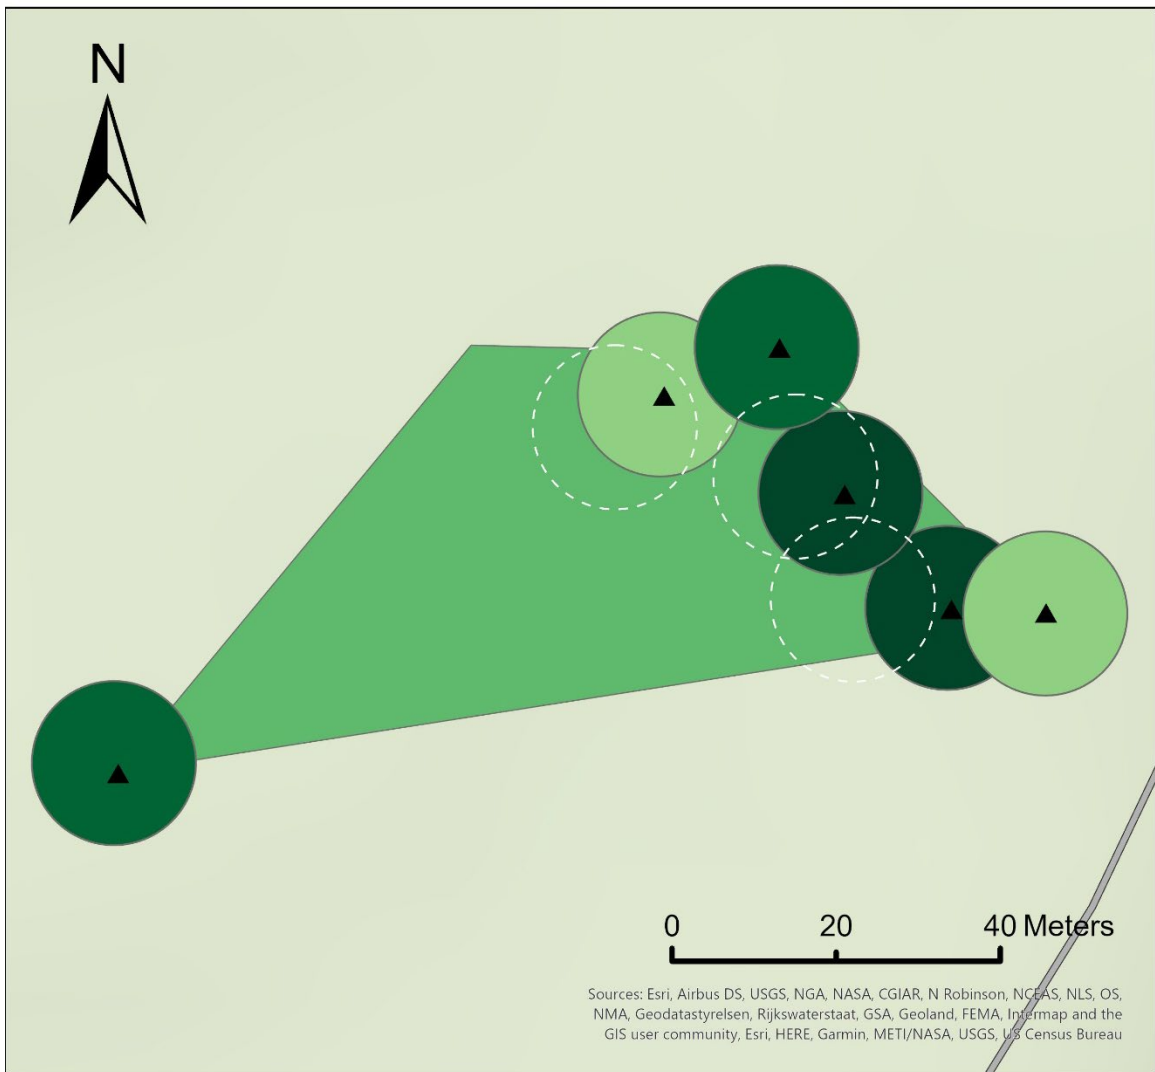 N
0 20 40 Meters
Sources: Esri, Airbus DS, USGS, NGA, NASA, CGIAR, N Robinson, NCEAS, NLS, OS,
NMA, Geodatastyrelsen, Rijkswaterstaat, GSA, Geoland, FEMA, Intermap and the
GIS user community, Esri, HERE, Garmin, METI/NASA, USGS, US Census Bureau